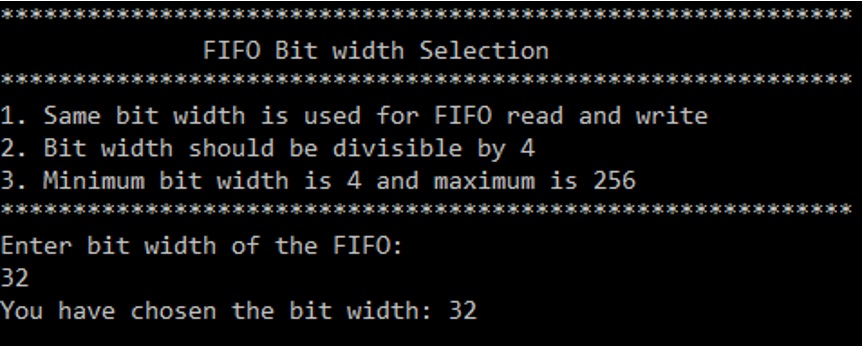 ***********************************************************
FIFO Bit width Selection
***********************************************************
1. Same bit width is used for FIFO read and write
2. Bit width should be divisible by 4
3. Minimum bit width is 4 and maximum is 256
***********************************************************
Enter bit width of the FIFO:
32
You have chosen the bit width: 32